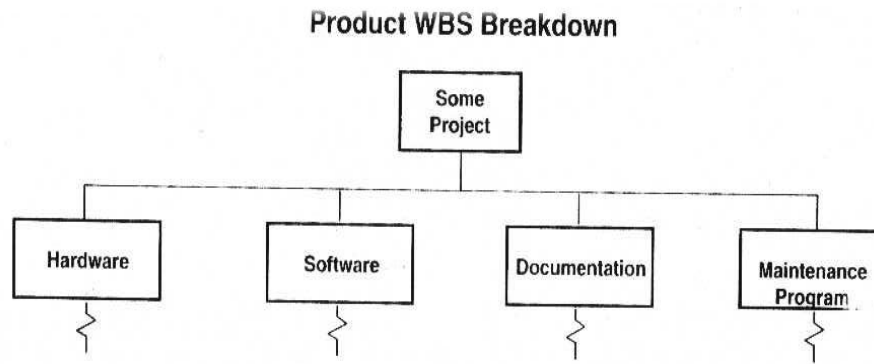 Product WBS Breakdown
Some
Project
Hardware
Software
Documentation
Maintenance
Program